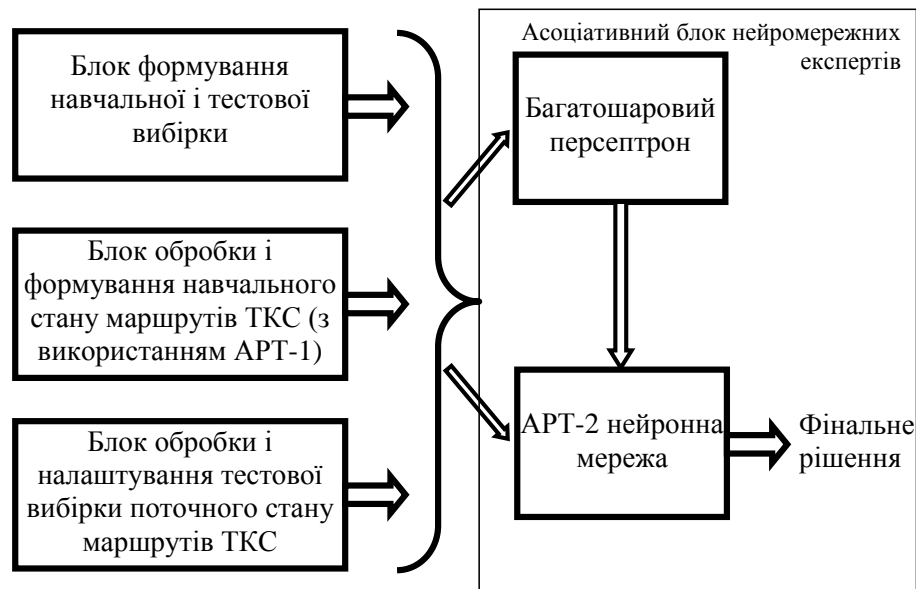 Блок формування
навчальної і тестової
вибірки
Блок обробки і
формування навчального
стану маршрутів ТКС (з
використанням АРТ-1)
Блок обробки і
налаштування тестової
вибірки поточного стану
маршрутів ТКС
Асоціативний блок нейромережних
експертів
Багатошаровий
персептрон
АРТ-2 нейронна
мережа
Фінальне
рішення